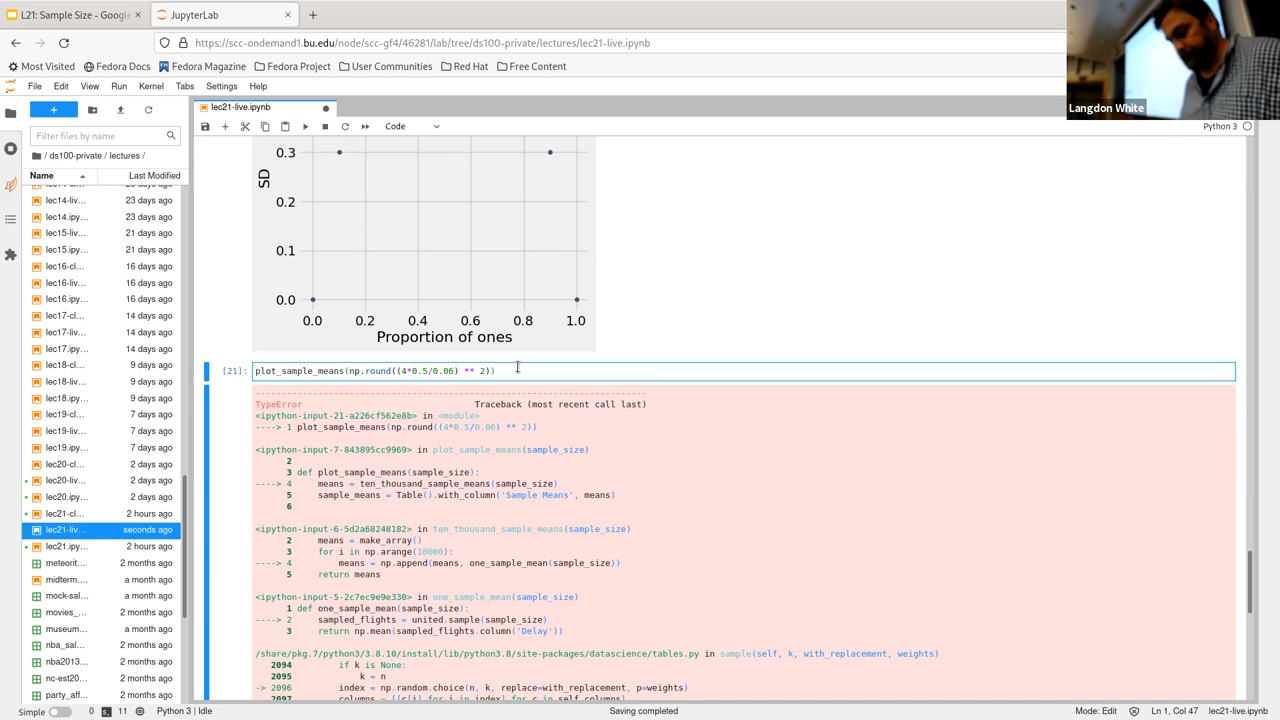 L21: Sample Size - Google
JupyterLab
https://scc-ondemand1.bu.edu/node/scc-gf4/46281/lab/tree/ds100-private/lectures/lec21-live.ipynb
Most Visited Fedora Docs Fedora Magazine Fedora Project User Communities Red Hat Free Content
Langdon White
File Edit View Run Kernel Tabs Settings Help
lec21-live.ipynb
Code
Python 3
Filter files by name
/ ds100-private / lectures /
Name Last Modified
lec14-liv... 23 days ago
lec14.ipy... 23 days ago
lec15-liv... 21 days ago
lec15.ipy... 21 days ago
lec16-cl... 16 days ago
lec16-liv... 16 days ago
lec16.ipy... 16 days ago
lec17-cl... 14 days ago
lec17-liv... 14 days ago
lec17.ipy... 14 days ago
lec18-cl... 9 days ago
lec18-liv... 9 days ago
lec18.ipy... 9 days ago
lec19-cl... 7 days ago
lec19-liv... 7 days ago
lec19.ipy... 7 days ago
lec20-cl... 2 days ago
lec20-liv... 2 days ago
lec20.ipy... 2 days ago
lec21-cl... 2 hours ago
lec21-liv... seconds ago
lec21.ipy... 2 hours ago
meteorit... 2 months ago
midterm.... a month ago
mock-sal... 2 months ago
movies_... 2 months ago
museum... a month ago
nba_sal... 2 months ago
nba2013... 2 months ago
nc-est20... 2 months ago
party_aff... 2 months ago
0.3
SD
0.2
0.1
0.0
0.0 0.2 0.4 0.6 0.8 1.0
Proportion of ones
[21]: plot_sample_means(np.round((4*0.5/0.06) ** 2))
---------------------------------------------------------------------------
TypeError Traceback (most recent call last)
<ipython-input-21-a226cf562e8b> in <module>
----> 1 plot_sample_means(np.round((4*0.5/0.06) ** 2))
<ipython-input-7-843895cc9969> in plot_sample_means(sample_size)
2
3 def plot_sample_means(sample_size):
----> 4 means = ten_thousand_sample_means(sample_size)
5 sample_means = Table().with_column('Sample Means', means)
6
<ipython-input-6-5d2a68248182> in ten_thousand_sample_means(sample_size)
2 means = make_array()
3 for i in np.arange(10000):
----> 4 means = np.append(means, one_sample_mean(sample_size))
5 return means
<ipython-input-5-2c7ec9e9e330> in one_sample_mean(sample_size)
1 def one_sample_mean(sample_size):
----> 2 sampled_flights = united.sample(sample_size)
3 return np.mean(sampled_flights.column('Delay'))
/share/pkg.7/python3/3.8.10/install/lib/python3.8/site-packages/datascience/tables.py in sample(self, k, with_replacement, weights)
2094 if k is None:
2095 k = n
-> 2096 index = np.random.choice(n, k, replace=with_replacement, p=weights)
2097 columns = [[c[i] for i in index] for c in self.columns]
Simple 0 11 Python 3 | Idle Saving completed Mode: Edit Ln 1, Col 47 lec21-live.ipynb